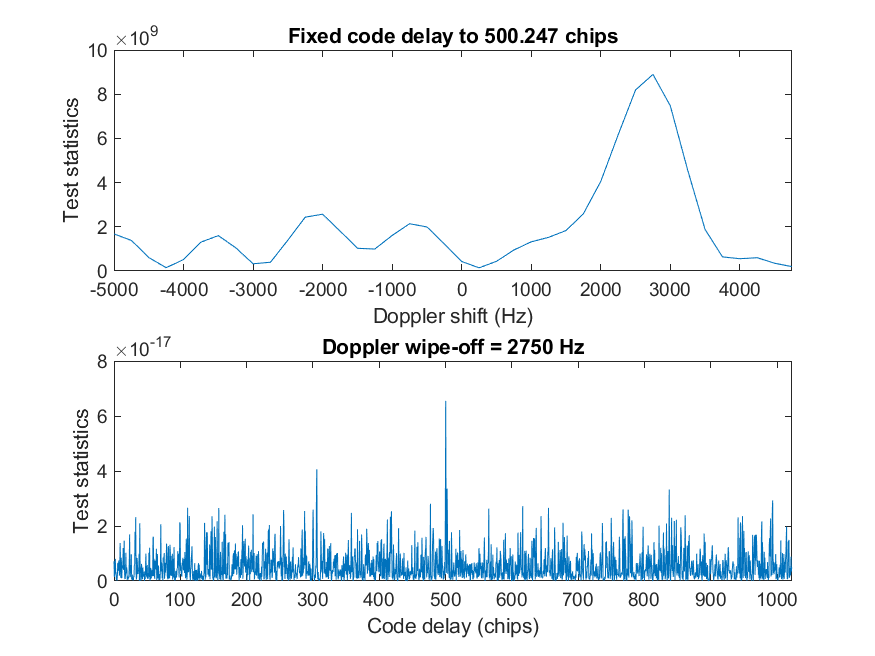 ×10^9
Fixed code delay to 500.247 chips
10
8
6
4
2
0
Test statistics
-5000 -4000 -3000 -2000 -1000 0 1000 2000 3000 4000
Doppler shift (Hz)
×10^-17
Doppler wipe-off = 2750 Hz
8
6
4
2
0
Test statistics
0 100 200 300 400 500 600 700 800 900 1000
Code delay (chips)